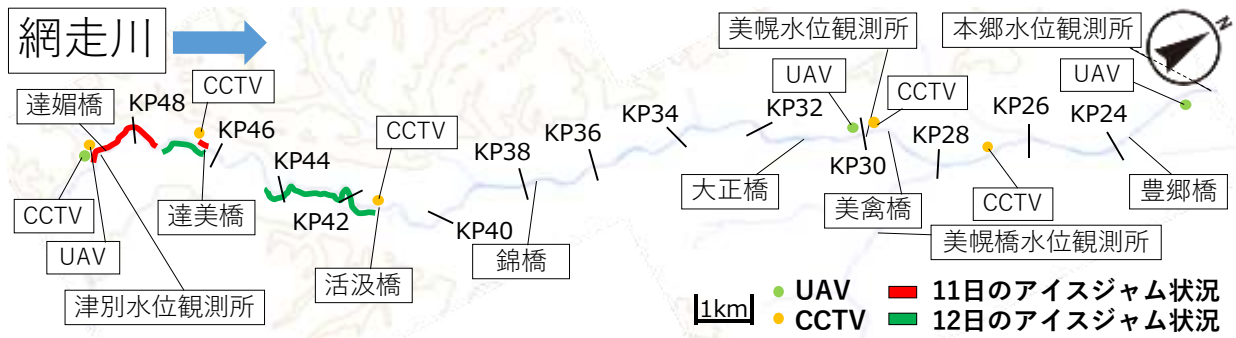 網走川
美幌水位観測所
本郷水位観測所
N
CCTV
UAV
UAV
達媚橋
KP48
CCTV
KP46
KP34
KP32
KP26
KP24
CCTV
KP36
KP44
KP38
KP30
KP28
大正橋
美禽橋
CCTV
豊郷橋
CCTV
達美橋
KP42
KP40
UAV
錦橋
美幌橋水位観測所
活汲橋
津別水位観測所
1km
UAV
11日のアイスジャム状況
CCTV
12日のアイスジャム状況